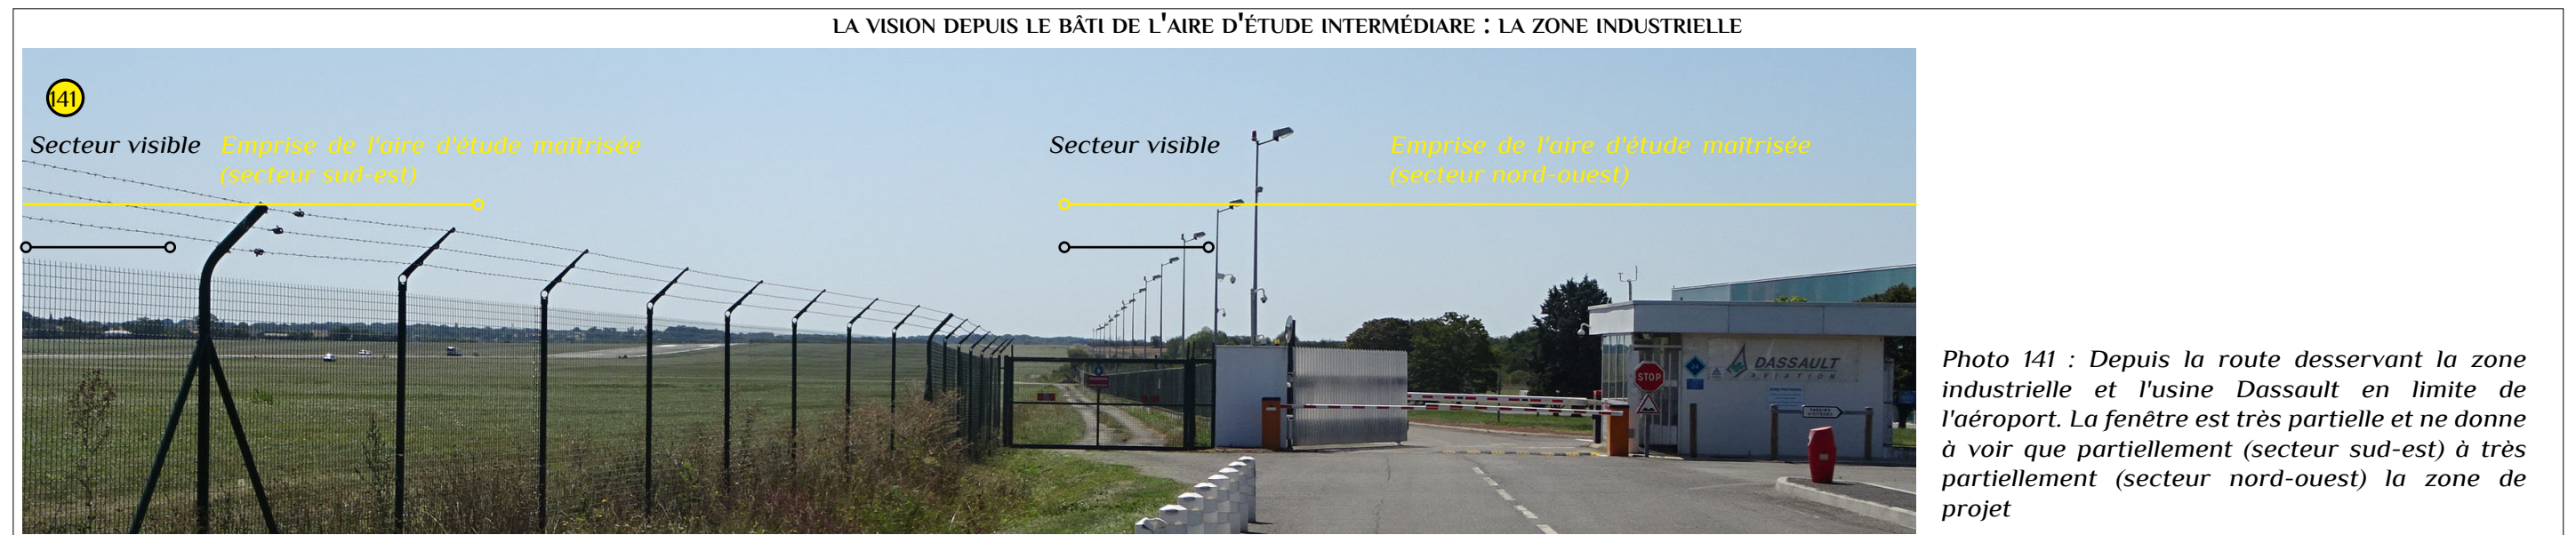 LA VISION DEPUIS LE BÂTI DE L'AIRE D'ÉTUDE INTERMÉDIARE : LA ZONE INDUSTRIELLE
141
Secteur visible
Emprise de l'aire d'étude maîtrisée
(secteur sud-est)
Secteur visible
Emprise de l'aire d'étude maîtrisée
(secteur nord-ouest)
STOP
DASSAULT
AVIATION
Photo 141 : Depuis la route desservant la zone
industrielle et l'usine Dassault en limite de
l'aéroport. La fenêtre est très partielle et ne donne
à voir que partiellement (secteur sud-est) à très
partiellement (secteur nord-ouest) la zone de
projet